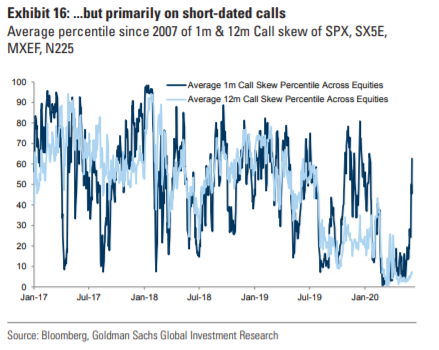 Exhibit 16: ...but primarily on short-dated calls
Average percentile since 2007 of 1m & 12m Call skew of SPX, SX5E,
MXEF, N225
100
90
80
70
60
50
40
30
20
10
0
Average 1m Call Skew Percentile Across Equities
Average 12m Call Skew Percentile Across Equities
Jan-17 Jul-17 Jan-18 Jul-18 Jan-19 Jul-19 Jan-20
Source: Bloomberg, Goldman Sachs Global Investment Research